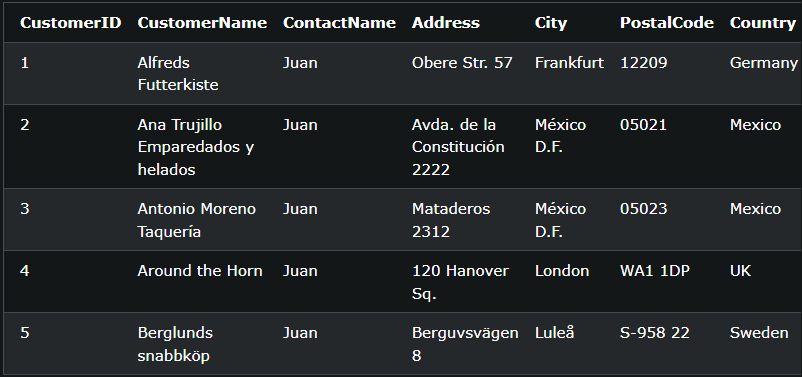 CustomerID CustomerName ContactName Address City PostalCode Country
1 Alfreds Juan Obere Str. 57 Frankfurt 12209 Germany
Futterkiste
2 Ana Trujillo Juan Avda. de la México 05021 Mexico
Emparedados y Constitución D.F.
helados 2222
3 Antonio Moreno Juan Mataderos México 05023 Mexico
Taquería 2312 D.F.
4 Around the Horn Juan 120 Hanover London WA1 1DP UK
Sq.
5 Berglunds Juan Berguvsvägen Luleå S-958 22 Sweden
snabbköp 8